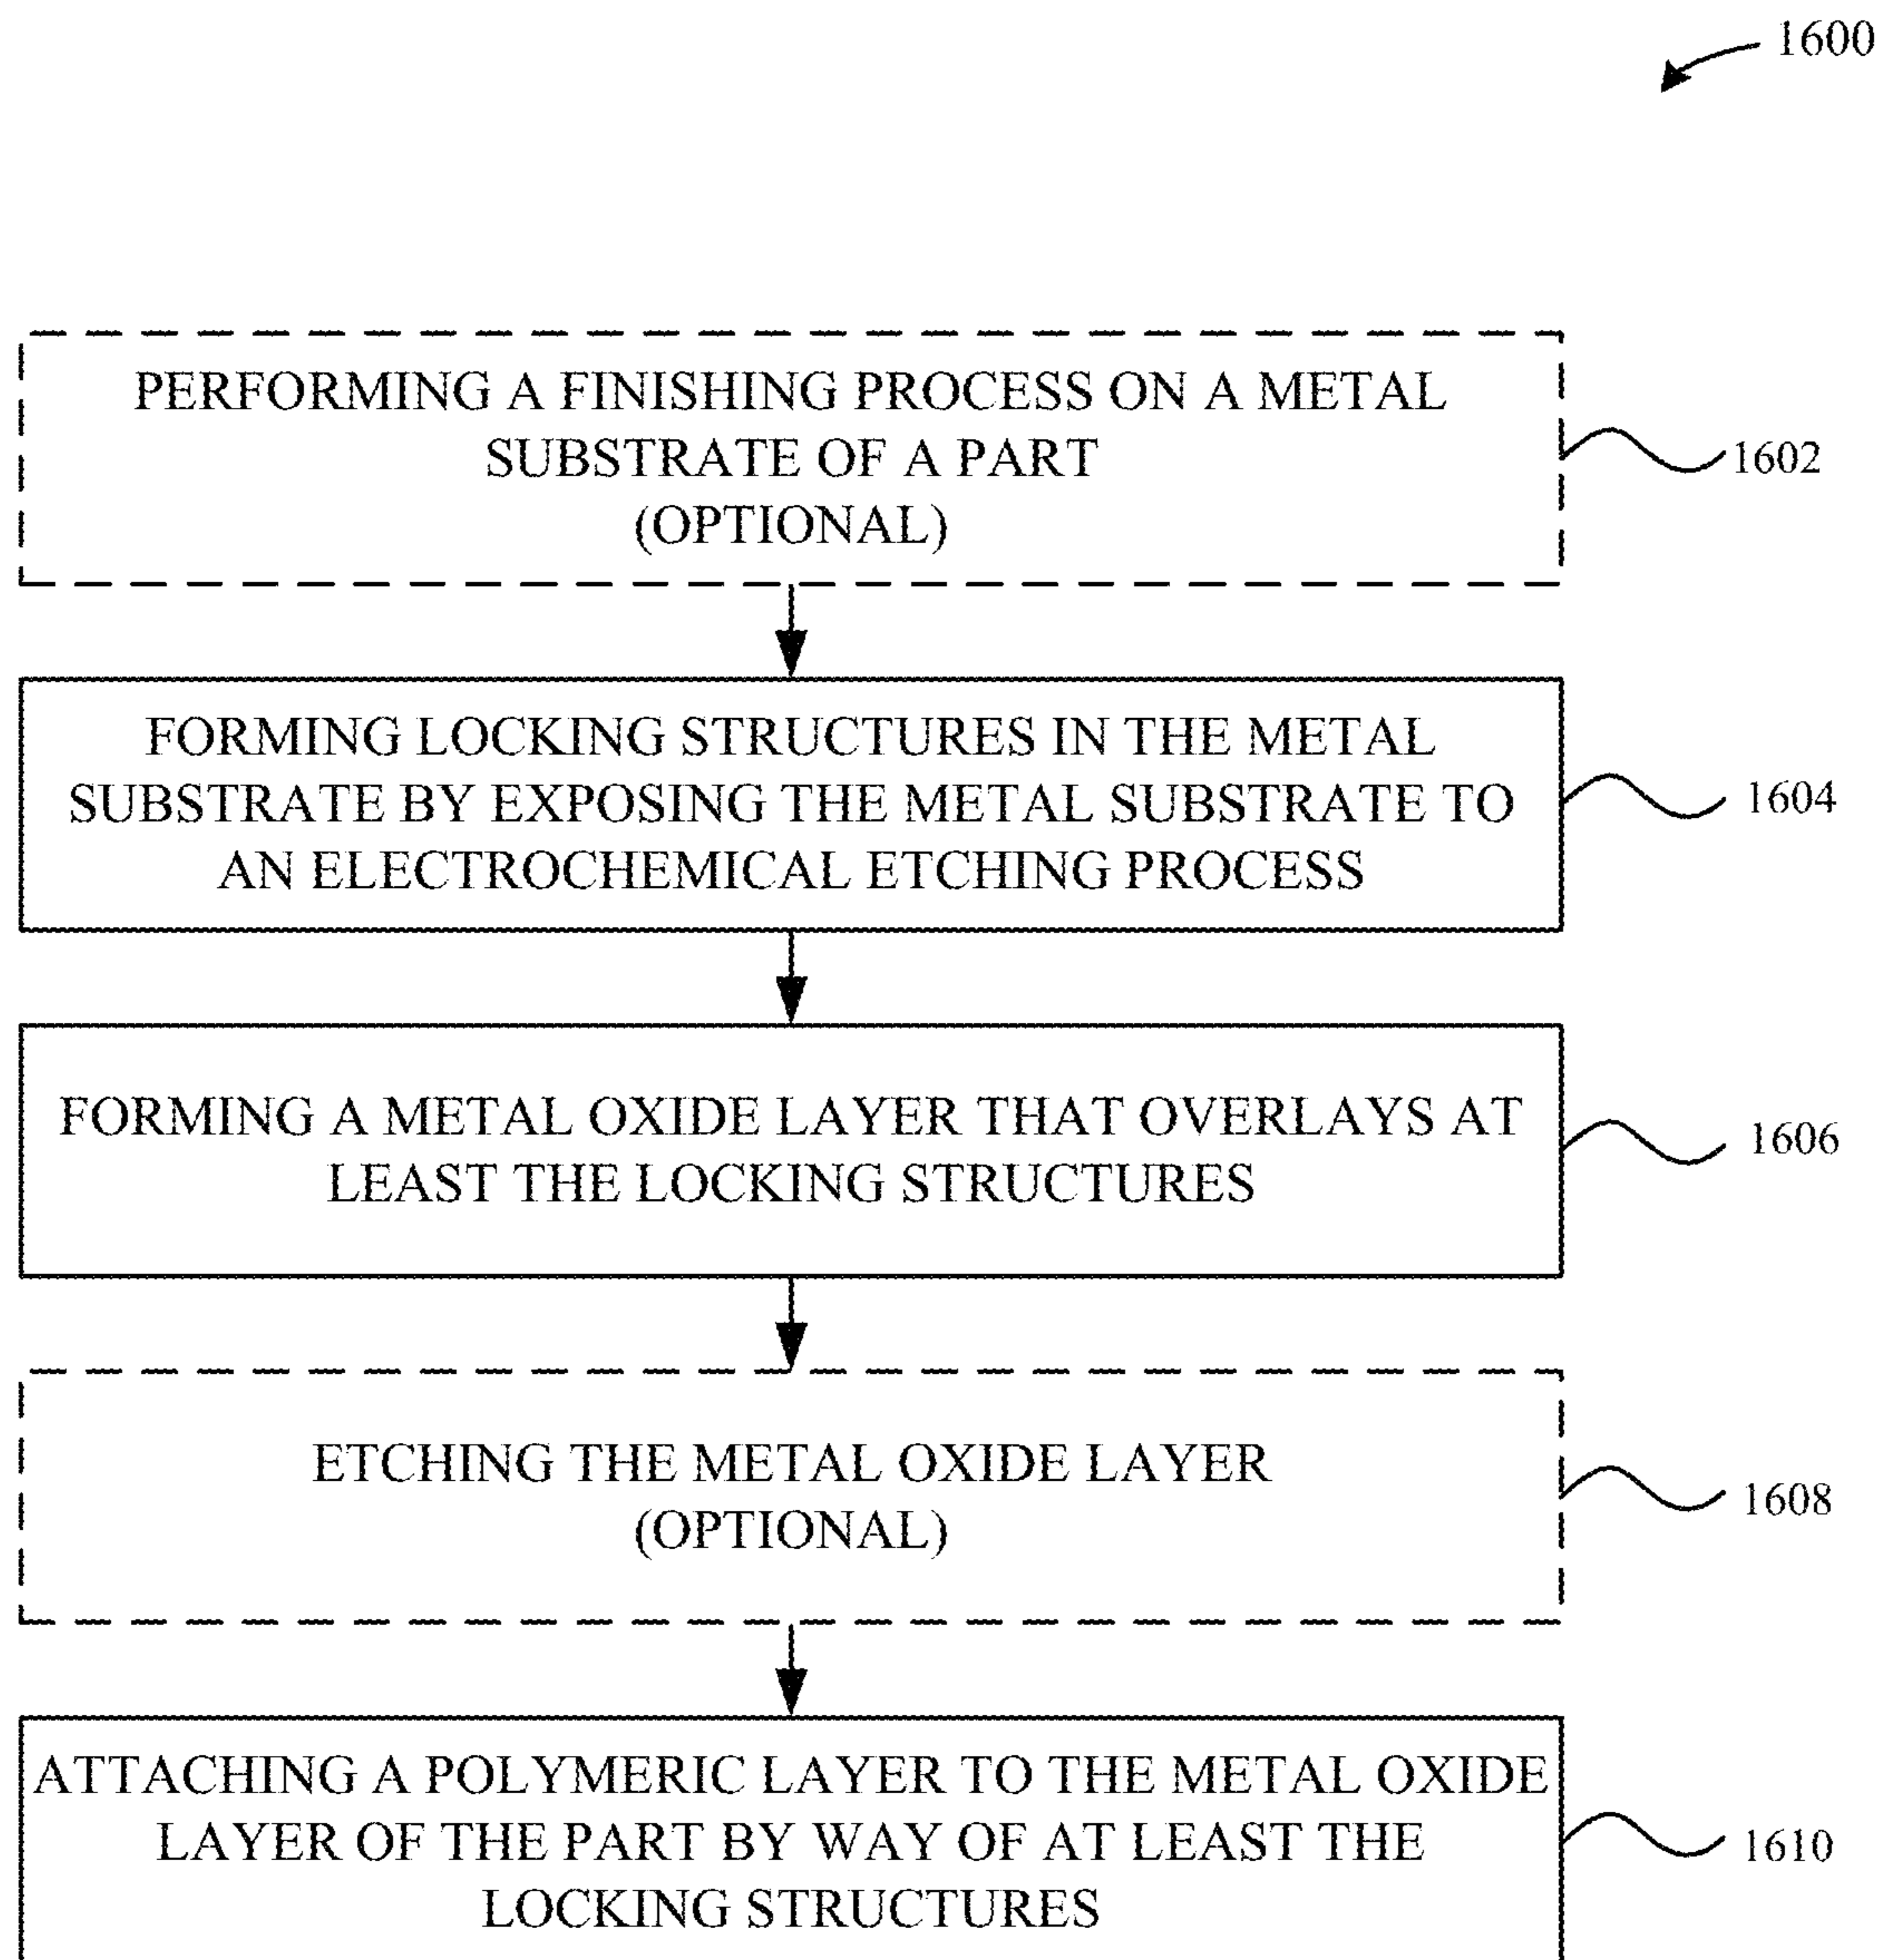 1600
PERFORMING A FINISHING PROCESS ON A METAL
SUBSTRATE OF A PART
(OPTIONAL)
1602
FORMING LOCKING STRUCTURES IN THE METAL
SUBSTRATE BY EXPOSING THE METAL SUBSTRATE TO
AN ELECTROCHEMICAL ETCHING PROCESS
1604
FORMING A METAL OXIDE LAYER THAT OVERLAYS AT
LEAST THE LOCKING STRUCTURES
1606
ETCHING THE METAL OXIDE LAYER
(OPTIONAL)
1608
ATTACHING A POLYMERIC LAYER TO THE METAL OXIDE
LAYER OF THE PART BY WAY OF AT LEAST THE
LOCKING STRUCTURES
1610